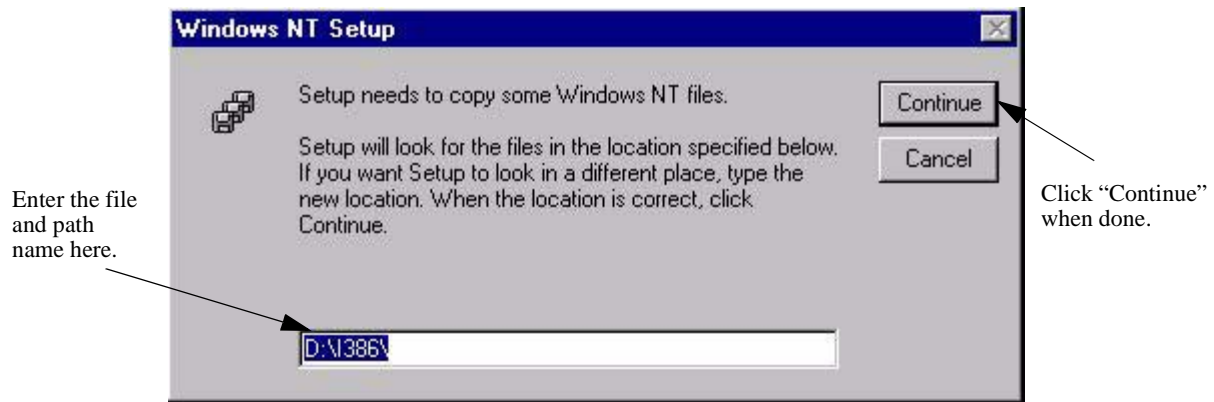 Windows NT Setup
Setup needs to copy some Windows NT files.
Setup will look for the files in the location specified below.
If you want Setup to look in a different place, type the
new location. When the location is correct, click
Continue.
D:\I386\
Continue
Cancel
Enter the file
and path
name here.
Click “Continue”
when done.